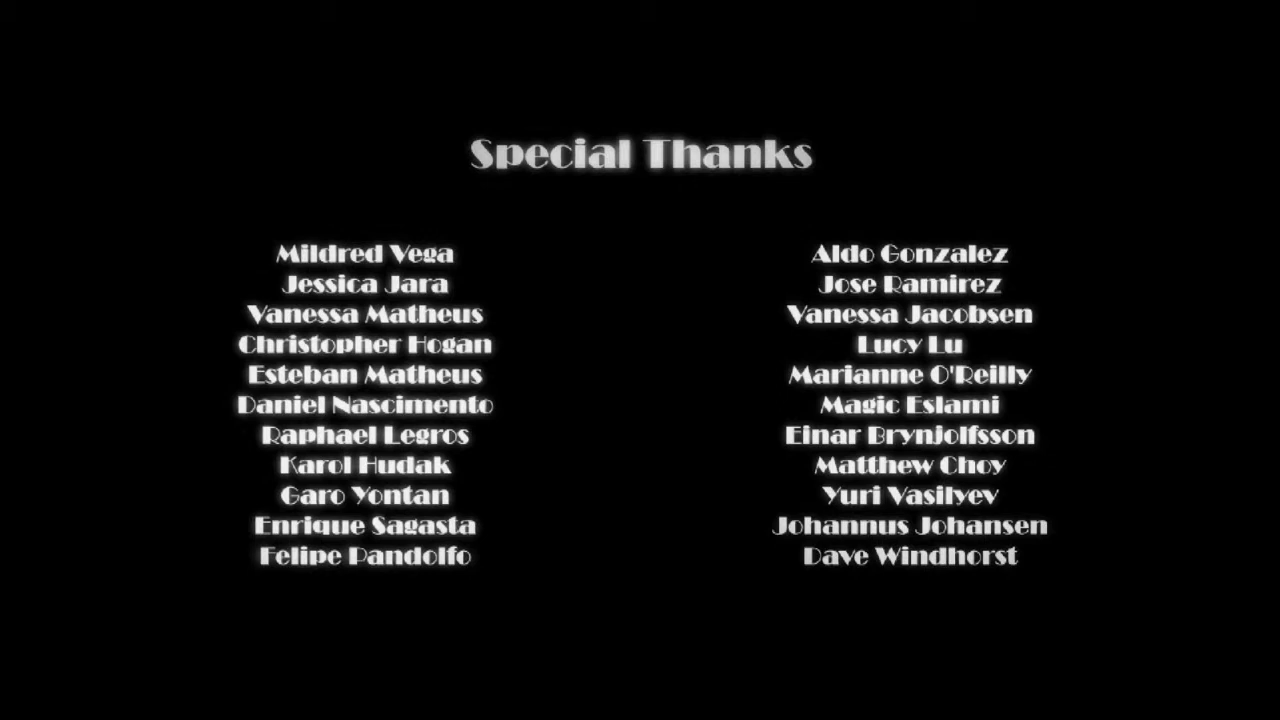 Special Thanks
Mildred Vega
Jessica Jara
Vanessa Matheus
Christopher Hogan
Esteban Matheus
Daniel Nascimento
Raphael Legros
Karol Hudak
Garo Yontan
Enrique Sagasta
Felipe Pandolfo
Aldo Gonzalez
Jose Ramirez
Vanessa Jacobsen
Lucy Lu
Marianne O'Reilly
Magic Eslami
Einar Brynjolfsson
Matthew Choy
Yuri Vasilyev
Johannus Johansen
Dave Windhorst